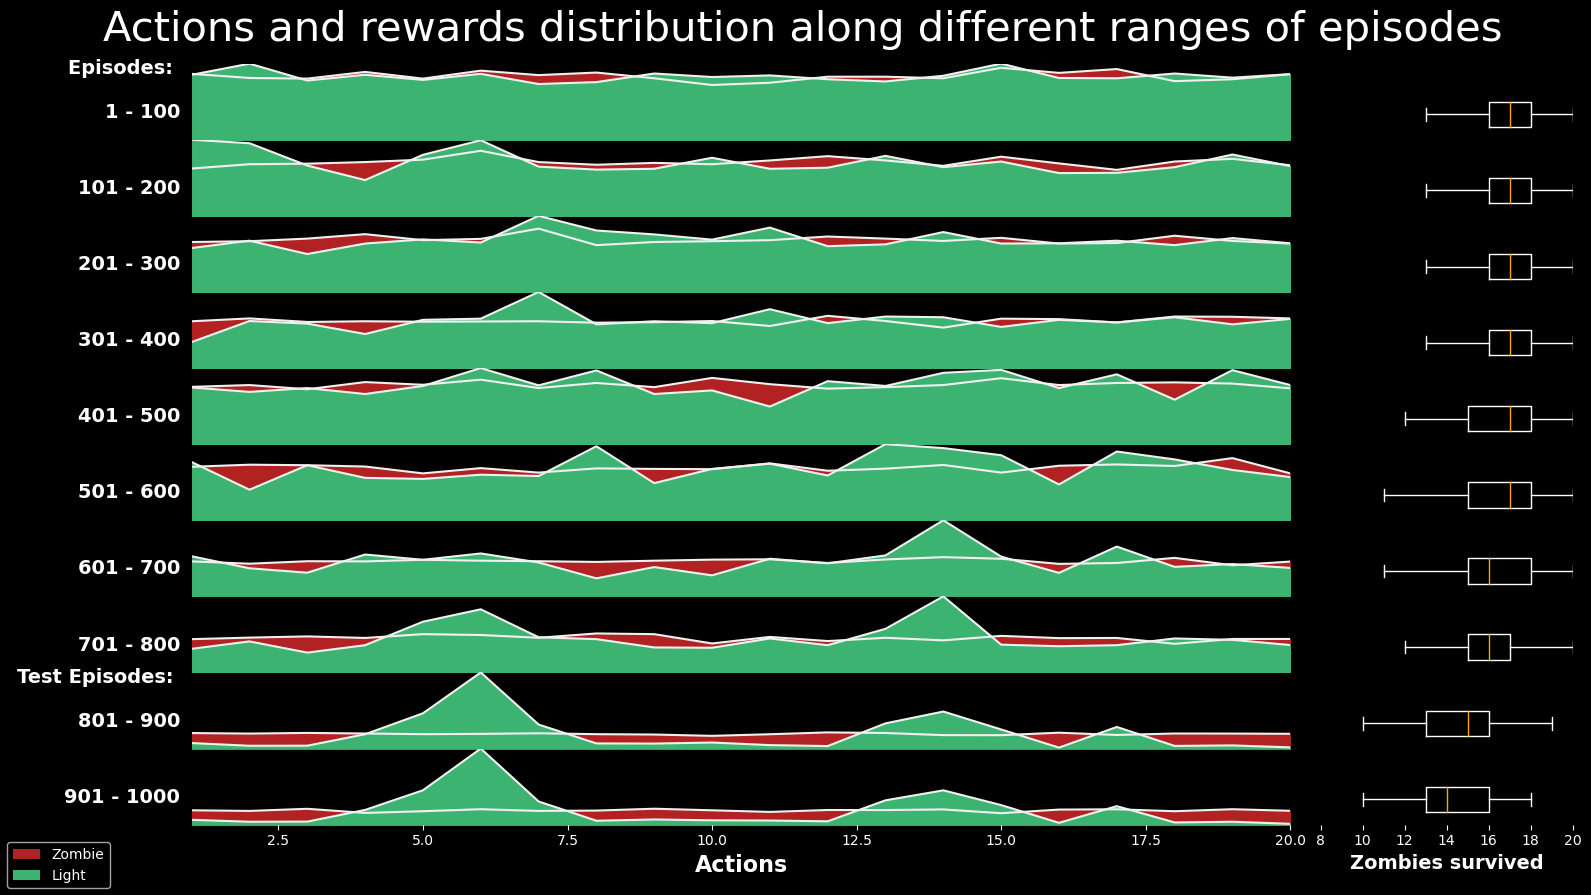 Actions and rewards distribution along different ranges of episodes
Episodes:
1 - 100
101 - 200
201 - 300
301 - 400
401 - 500
501 - 600
601 - 700
701 - 800
Test Episodes:
801 - 900
901 - 1000
2.5 5.0 7.5 10.0 12.5 15.0 17.5 20.0 8 10 11 12 14 16 18 20
Actions
Zombies survived
Zombie
Light